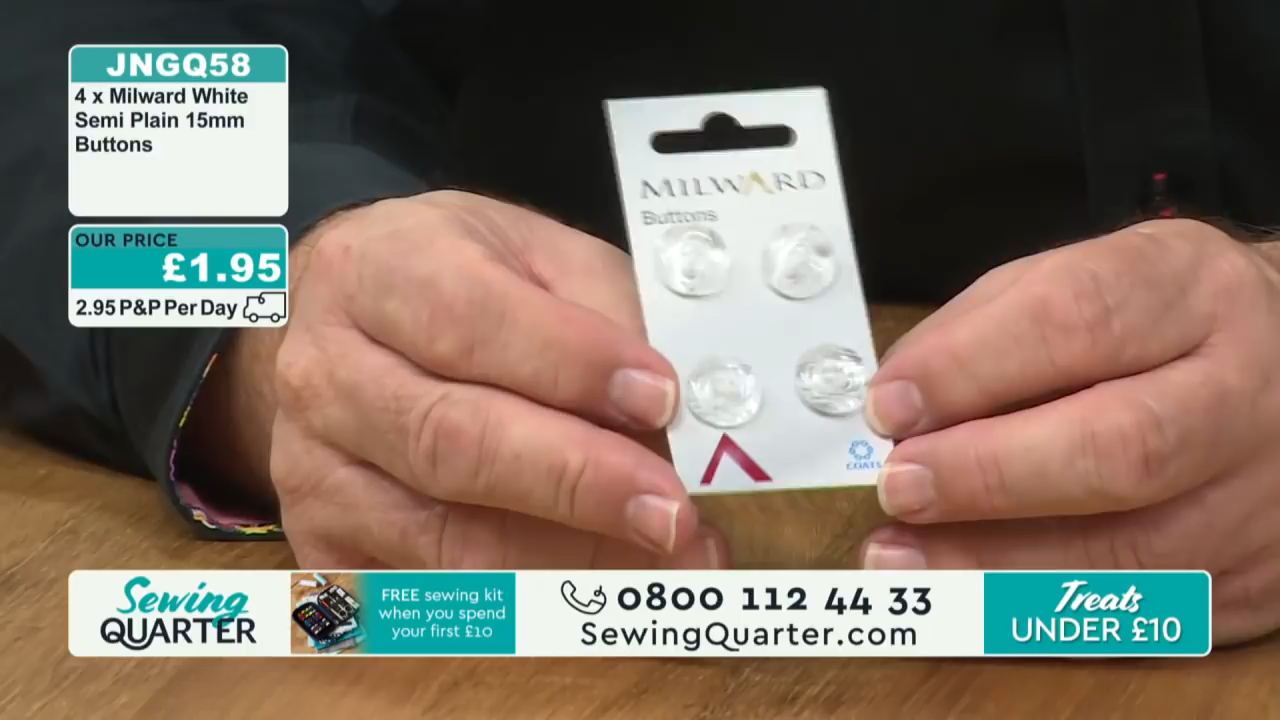 JNGQ58
4 x Milward White
Semi Plain 15mm
Buttons
OUR PRICE
£1.95
2.95 P&P Per Day
MILWARD
Buttons
COATS
Sewing
QUARTER
FREE sewing kit
when you spend
your first £10
0800 112 44 33
SewingQuarter.com
Treats
UNDER £10